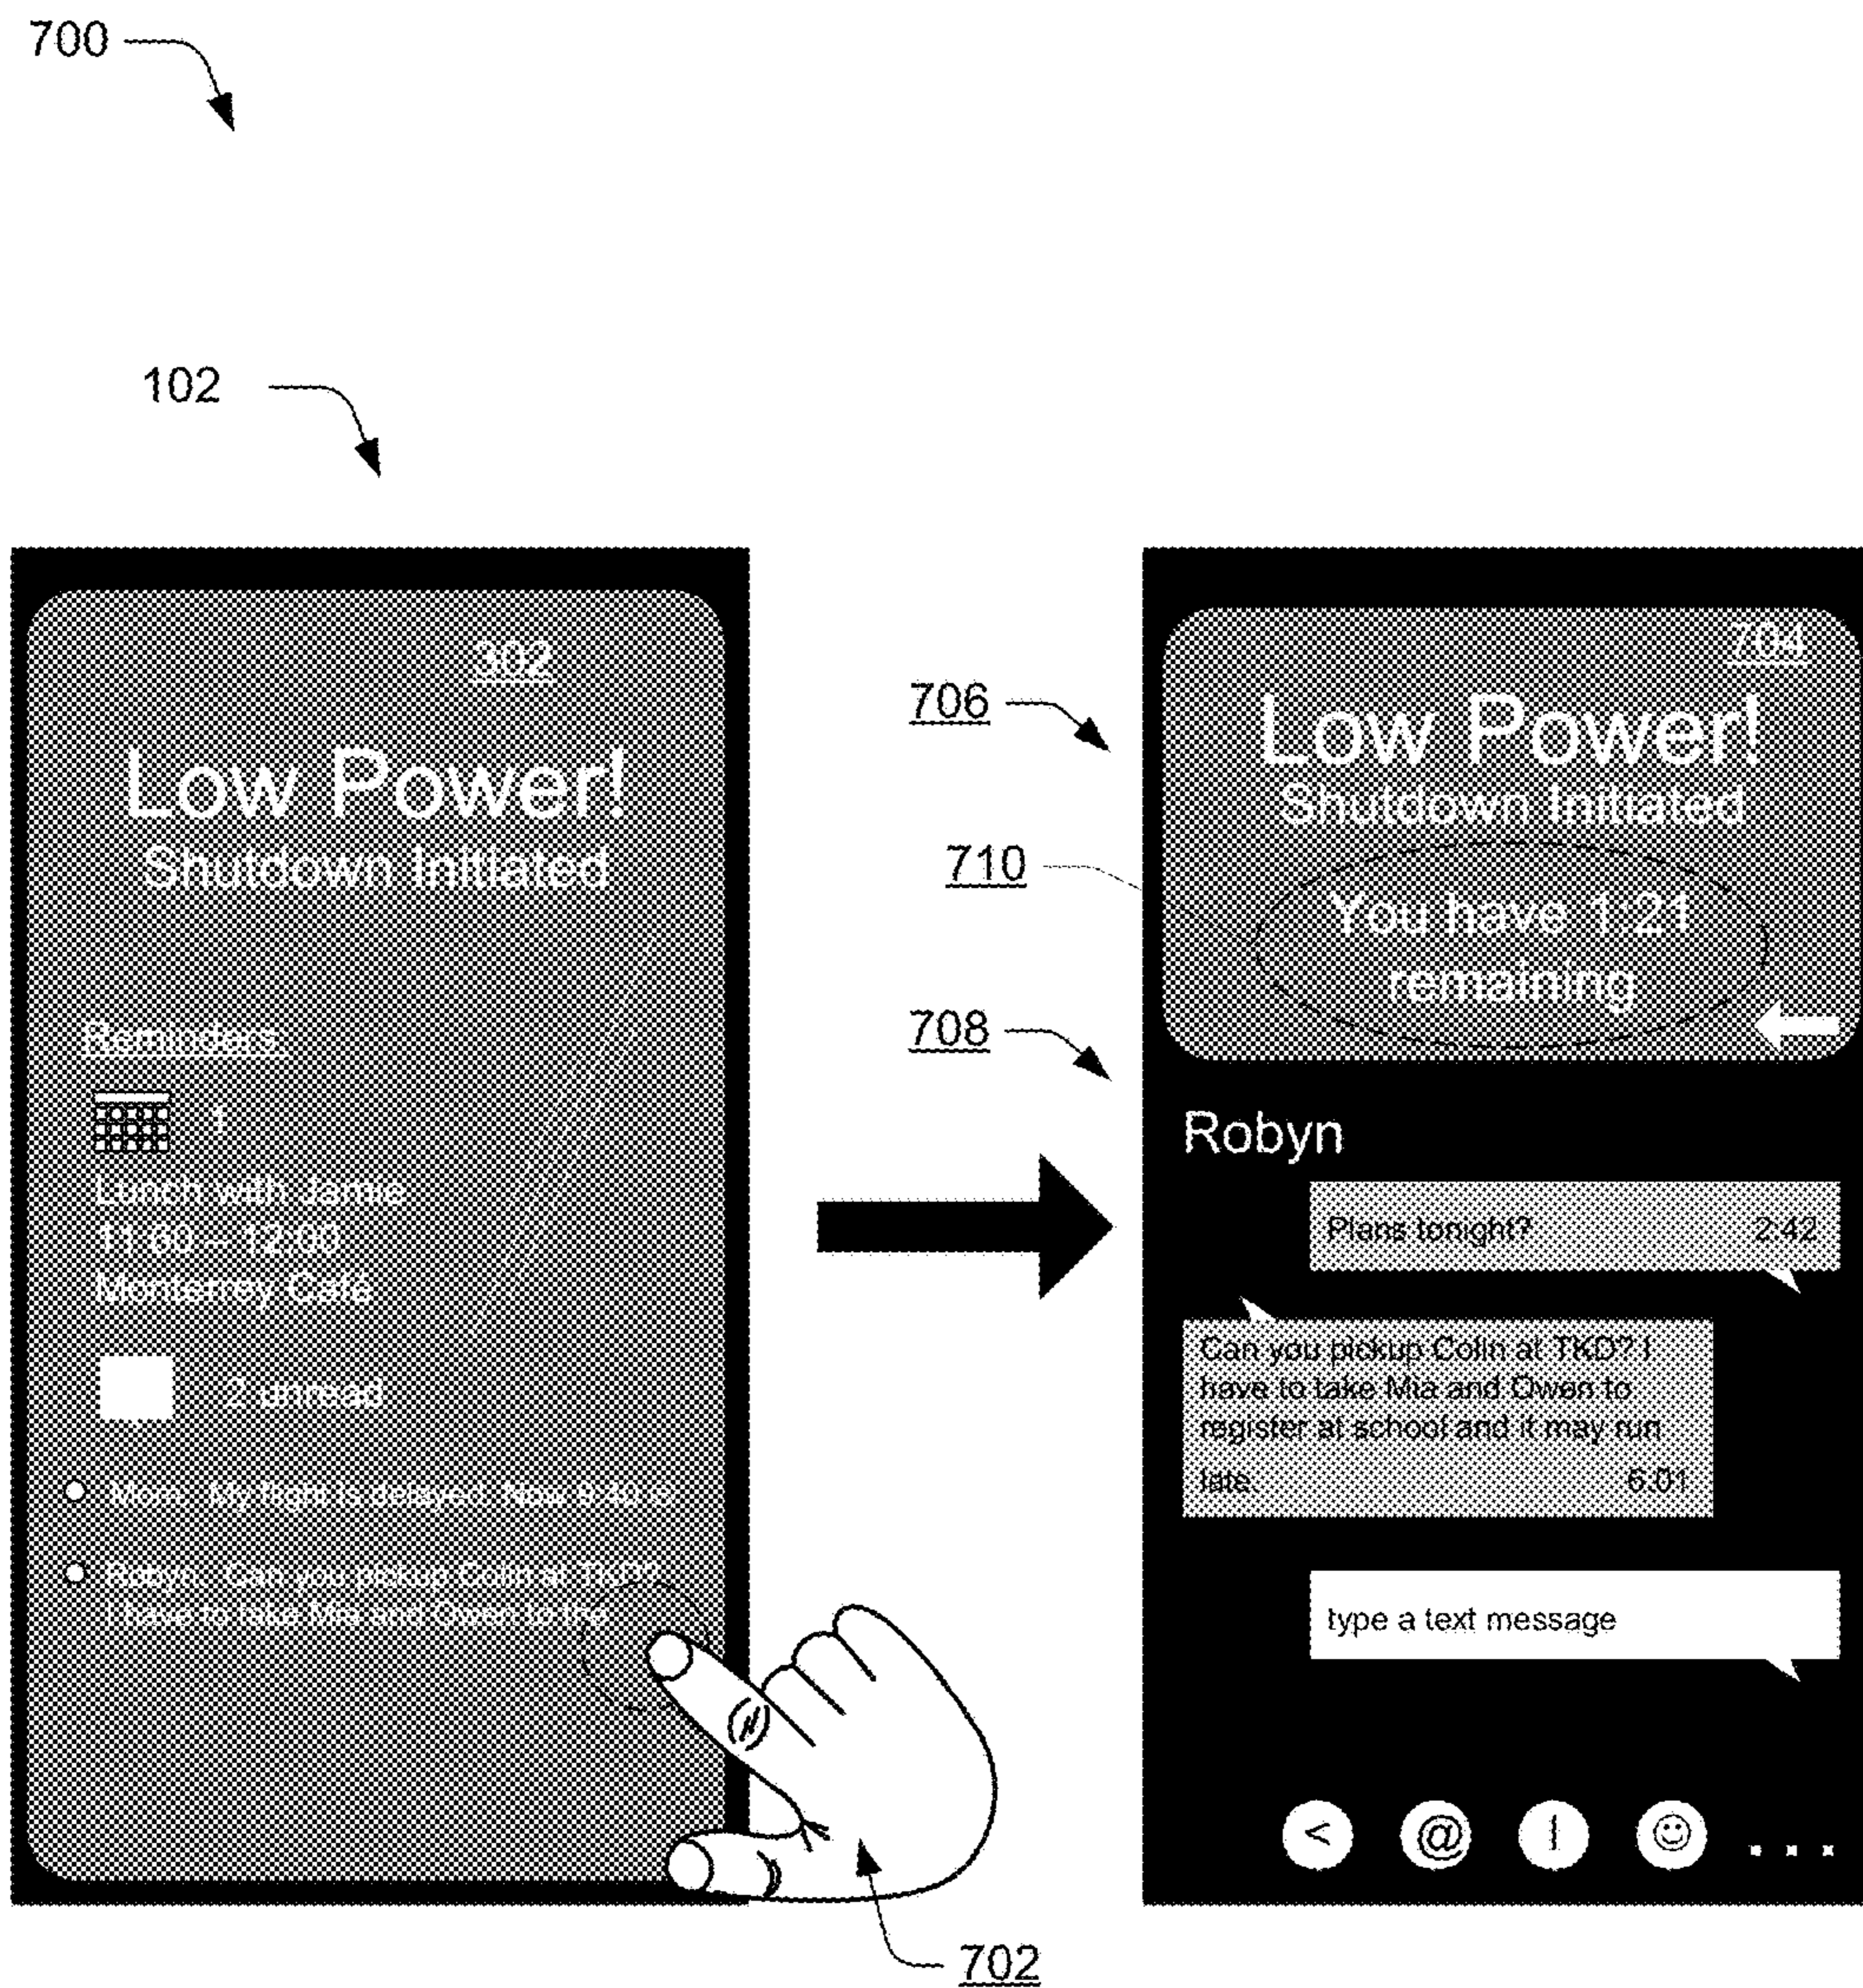 700
102
302
Low Power!
Shutdown Initiated
Reminders
1
Lunch with Jamie
12:00
Monterrey Café
2 unread
Mom: My flight is delayed. Now
Robyn: Can you pickup Colin at TKD?
I have to take Mia and Owen to the
702
706
710
708
704
Low Power!
Shutdown Initiated
You have 1:21
remaining
Robyn
Plans tonight? 2:42
Can you pickup Colin at TKD? I
have to take Mia and Owen to
register at school and it may run
late. 6:01
type a text message
< @ ! ☺ ...